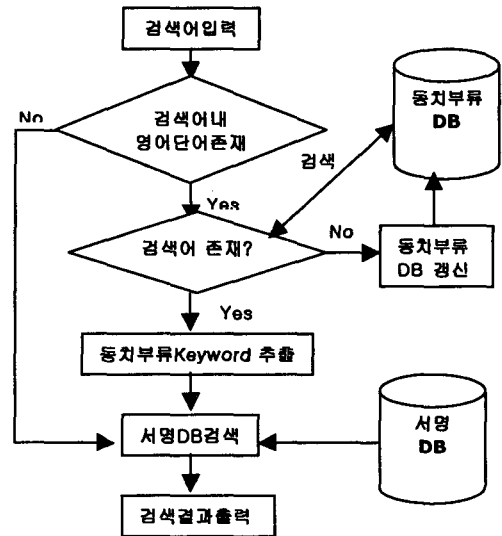 검색어입력
No
검색어내
영어단어존재
동치부류
DB
검색
Yes
검색어 존재?
No
동치부류
DB 갱신
Yes
동치부류Keyword 추출
서명DB검색
서명
DB
검색결과출력